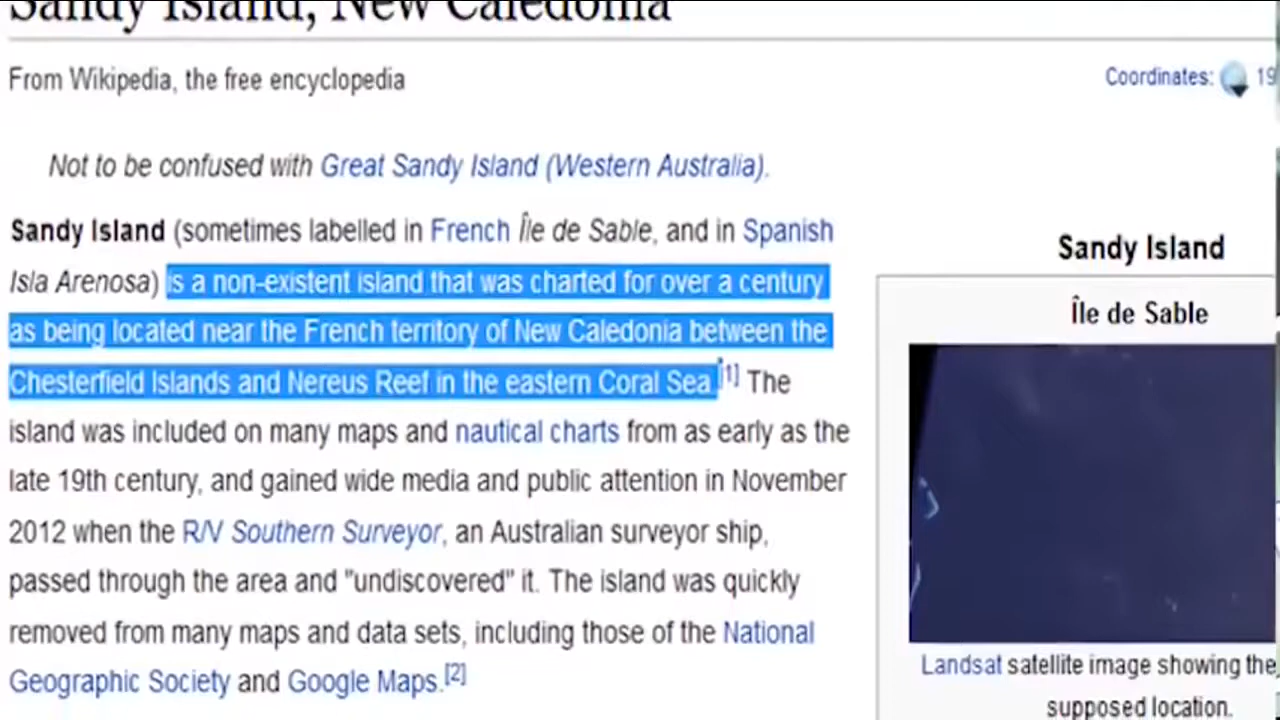 Sandy Island, New Caledonia
From Wikipedia, the free encyclopedia
Coordinates: 19
Not to be confused with Great Sandy Island (Western Australia).
Sandy Island (sometimes labelled in French Île de Sable, and in Spanish
Isla Arenosa) is a non-existent island that was charted for over a century
as being located near the French territory of New Caledonia between the
Chesterfield Islands and Nereus Reef in the eastern Coral Sea.[1] The
island was included on many maps and nautical charts from as early as the
late 19th century, and gained wide media and public attention in November
2012 when the R/V Southern Surveyor, an Australian surveyor ship,
passed through the area and "undiscovered" it. The island was quickly
removed from many maps and data sets, including those of the National
Geographic Society and Google Maps.[2]
Sandy Island
Île de Sable
Landsat satellite image showing the
supposed location.